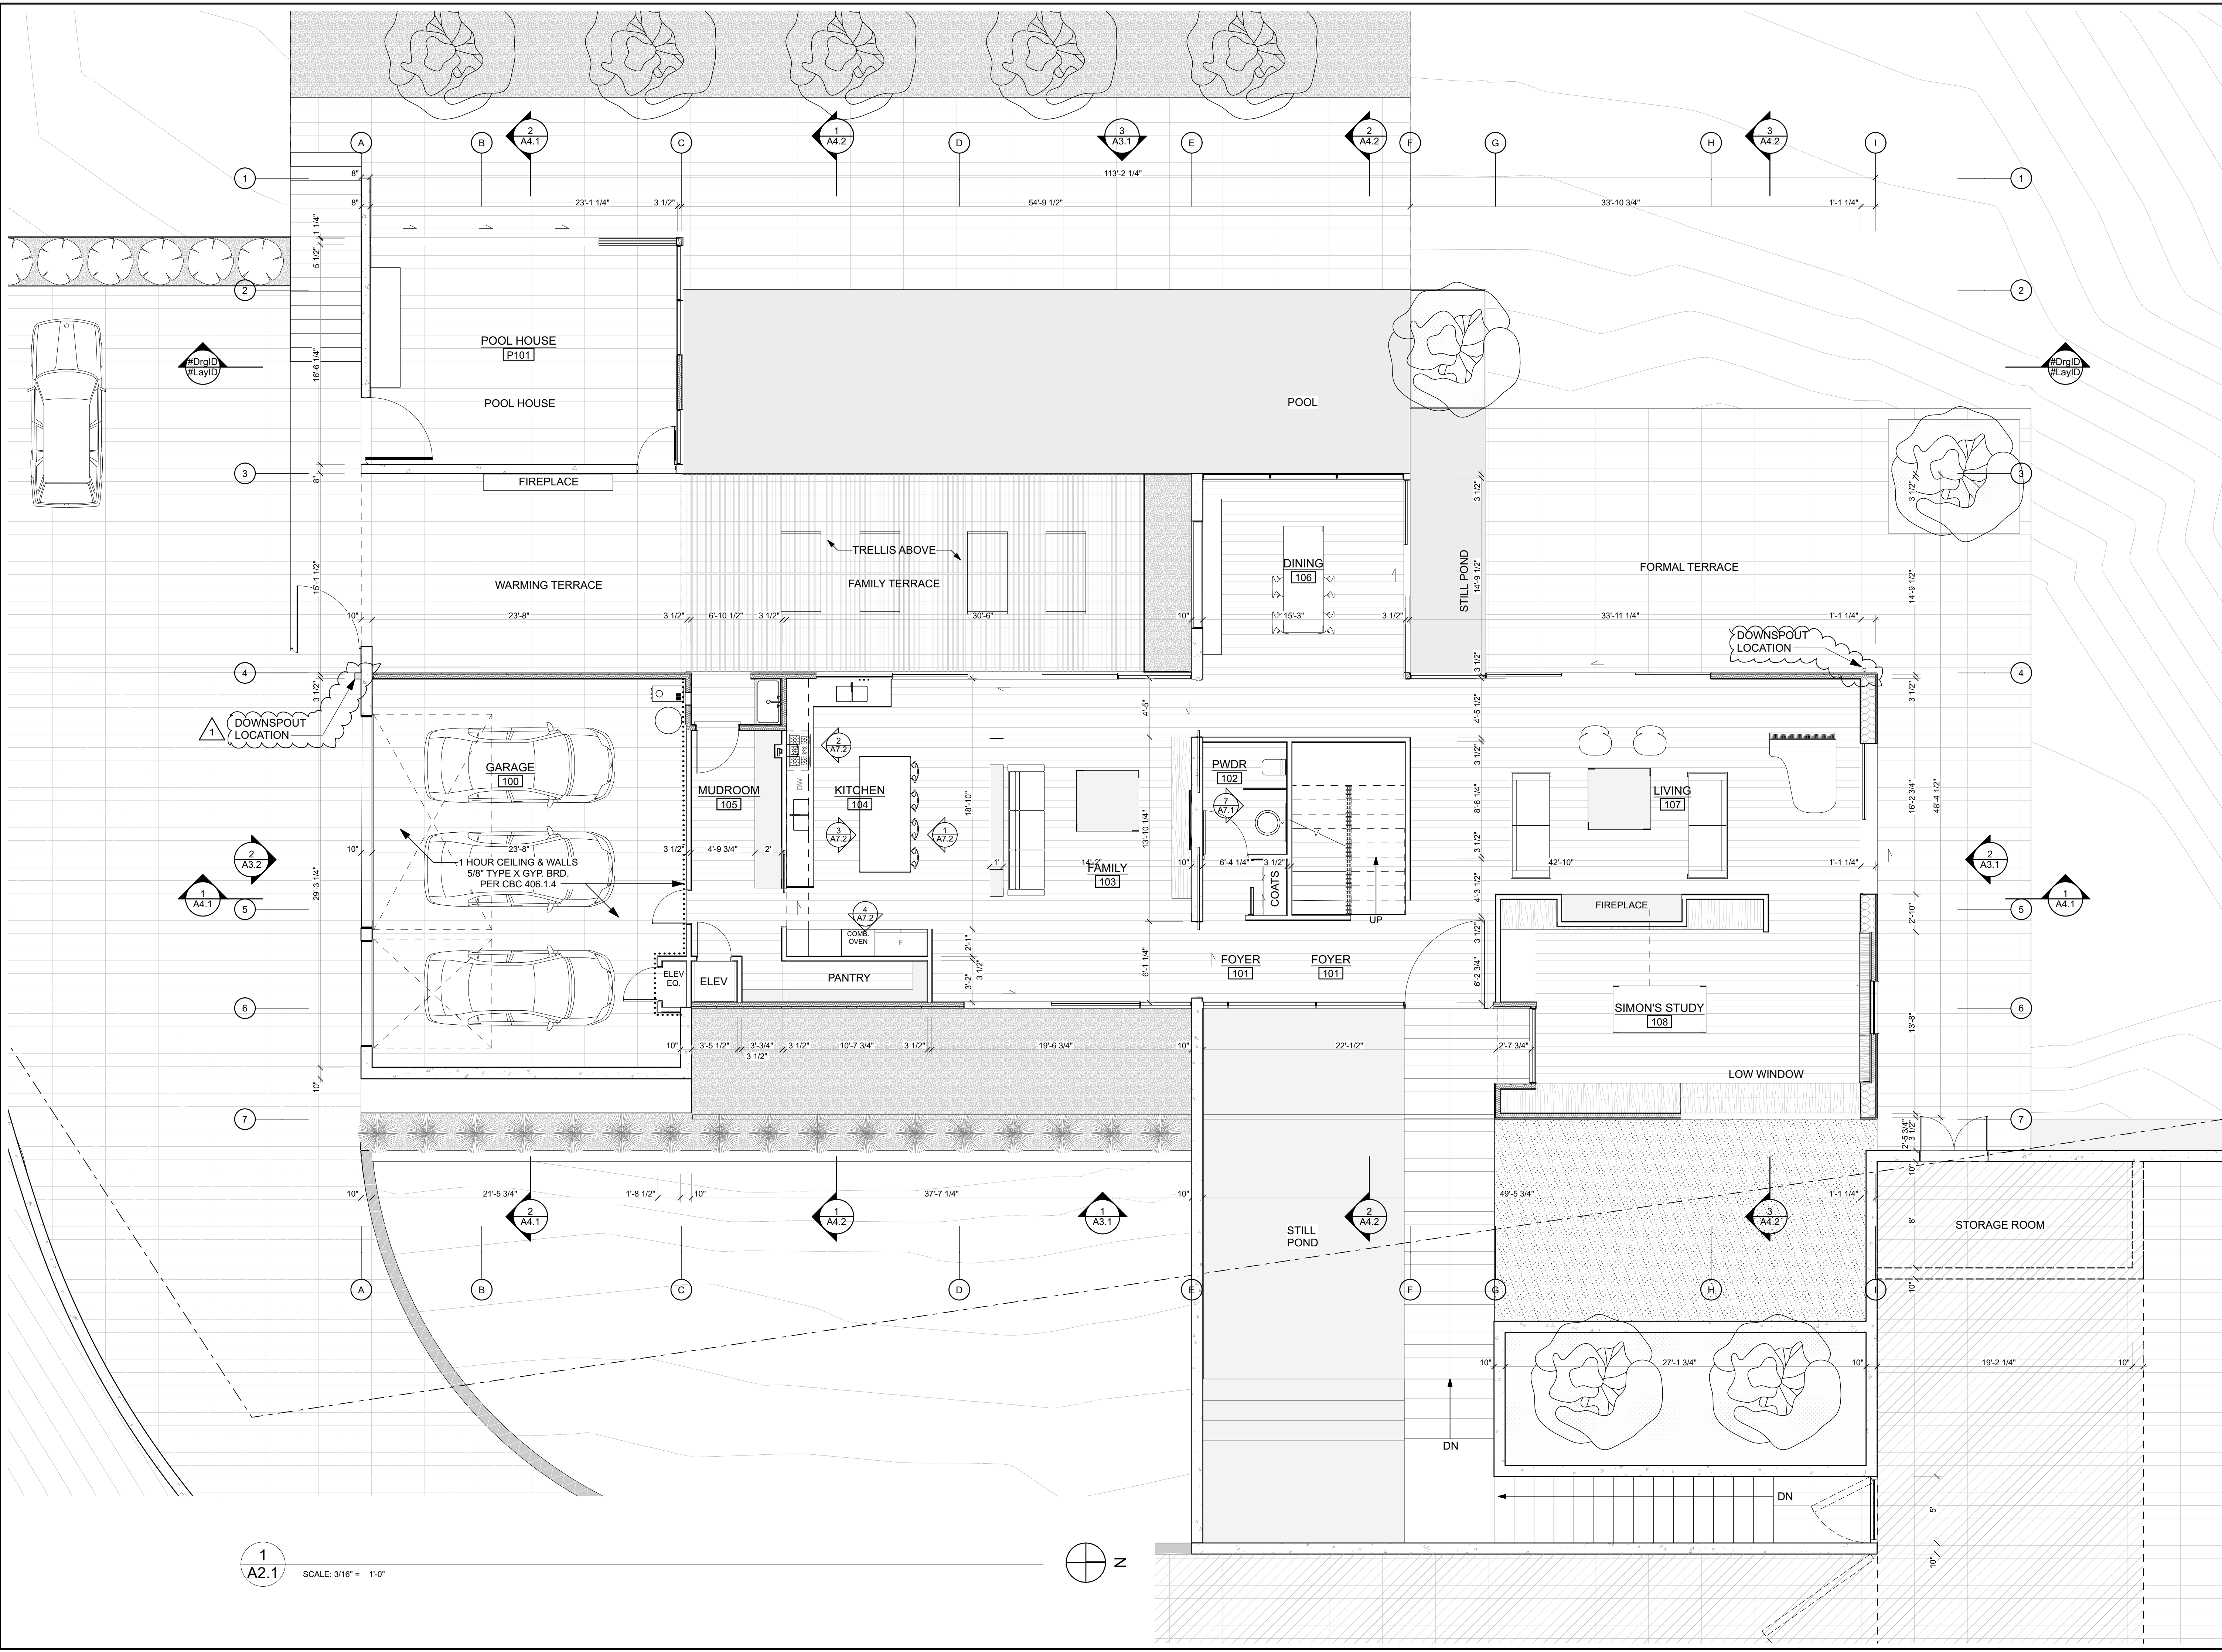 2
A4.1
1
A4.2
3
A3.1
2
A4.2
3
A4.2
A
B
C
D
E
F
G
H
I
1
8"
113'-2 1/4"
1
8"
23'-1 1/4"
3 1/2"
54'-9 1/2"
33'-10 3/4"
1'-1 1/4"
1 1/4"
5 1/2"
2
2
POOL HOUSE
P101
#DrgID
#LayID
#DrgID
#LayID
16'-6 1/4"
POOL HOUSE
POOL
3
8"
FIREPLACE
3 1/2"
3 1/2"
3
TRELLIS ABOVE
DINING
106
WARMING TERRACE
FAMILY TERRACE
STILL POND
14'-9 1/2"
FORMAL TERRACE
15'-1 1/2"
14'-9 1/2"
10"
23'-8"
3 1/2"
6'-10 1/2"
3 1/2"
30'-6"
10"
15'-3"
3 1/2"
33'-11 1/4"
1'-1 1/4"
DOWNSPOUT
LOCATION
4
3 1/2"
3 1/2"
3 1/2"
4
1
DOWNSPOUT
LOCATION
4'-5"
4'-5 1/2"
2
A7.2
3 1/2"
GARAGE
100
PWDR
102
MUDROOM
105
DW
KITCHEN
104
LIVING
107
7
A7.1
18'-10"
8'-6 1/4"
16'-2 3/4"
48'-4 1/2"
3
A7.2
1
A7.2
13'-10 1/4"
3 1/2"
2
A3.2
10"
23'-8"
3 1/2"
4'-9 3/4"
2'
1'
14'-2"
10"
6'-4 1/4"
3 1/2"
42'-10"
1'-1 1/4"
2
A3.1
1 HOUR CEILING & WALLS
5/8" TYPE X GYP. BRD.
PER CBC 406.1.4
FAMILY
103
COATS
4'-3 1/2"
1
A4.1
29'-3 1/4"
1
A4.1
5
4
A7.2
UP
FIREPLACE
2'-10"
5
COMB.
OVEN
F
2'-1"
3 1/2"
FOYER
101
FOYER
101
ELEV
EQ.
ELEV
PANTRY
3'-2"
3 1/2"
6'-1 1/4"
6'-2 3/4"
6
SIMON'S STUDY
108
6
13'-8"
10"
3'-5 1/2"
3'-3/4"
3 1/2"
3 1/2"
10'-7 3/4"
3 1/2"
19'-6 3/4"
10"
22'-1/2"
2'-7 3/4"
LOW WINDOW
10"
7
7
2'-5 3/4"
3 1/2"
10"
10"
21'-5 3/4"
1'-8 1/2"
10"
37'-7 1/4"
10"
49'-5 3/4"
1'-1 1/4"
2
A4.1
1
A4.2
1
A3.1
2
A4.2
3
A4.2
8'
STORAGE ROOM
STILL
POND
A
B
C
D
E
F
G
H
I
10"
10"
27'-1 3/4"
10"
19'-2 1/4"
10"
DN
DN
5'
10"
1
A2.1
SCALE: 3/16" = 1'-0"
N